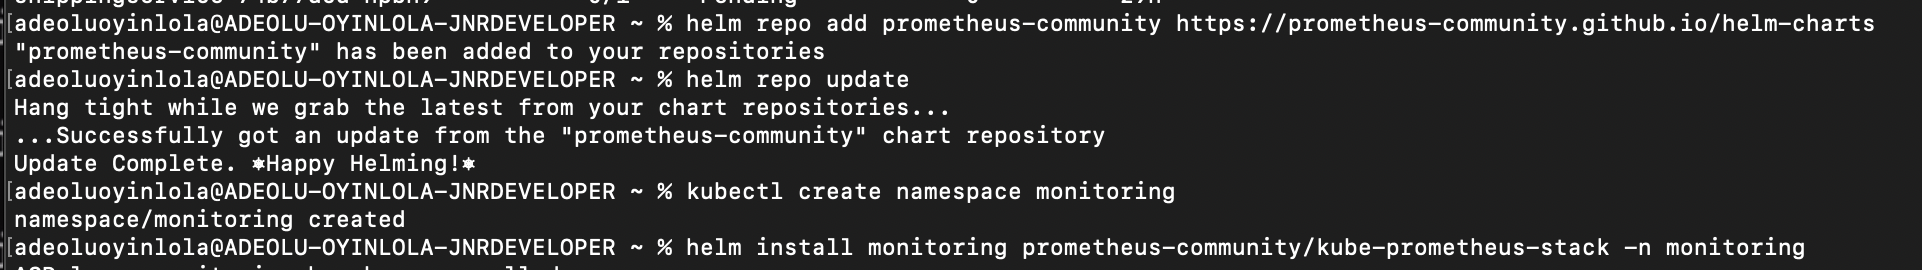 [adeoluoyinlola@ADEOLU-OYINLOLA-JNRDEVELOPER ~ % helm repo add prometheus-community https://prometheus-community.github.io/helm-charts
"prometheus-community" has been added to your repositories
[adeoluoyinlola@ADEOLU-OYINLOLA-JNRDEVELOPER ~ % helm repo update
Hang tight while we grab the latest from your chart repositories...
...Successfully got an update from the "prometheus-community" chart repository
Update Complete. ⎈Happy Helming!⎈
[adeoluoyinlola@ADEOLU-OYINLOLA-JNRDEVELOPER ~ % kubectl create namespace monitoring
namespace/monitoring created
[adeoluoyinlola@ADEOLU-OYINLOLA-JNRDEVELOPER ~ % helm install monitoring prometheus-community/kube-prometheus-stack -n monitoring